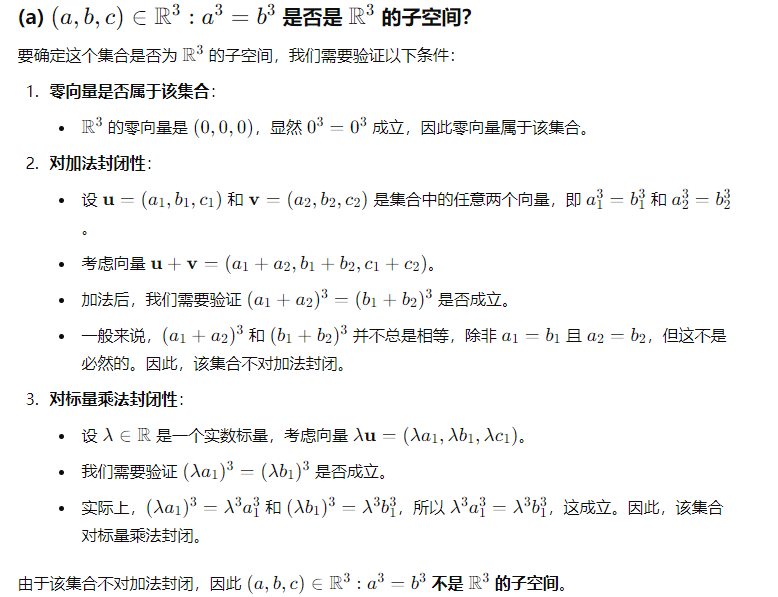 (a) $(a, b, c) \in \mathbb{R}^3 : a^3 = b^3$ 是否是 $\mathbb{R}^3$ 的子空间？
要确定这个集合是否为 $\mathbb{R}^3$ 的子空间，我们需要验证以下条件：
1. 零向量是否属于该集合：
• $\mathbb{R}^3$ 的零向量是 $(0, 0, 0)$，显然 $0^3 = 0^3$ 成立，因此零向量属于该集合。
2. 对加法封闭性：
• 设 $\mathbf{u} = (a_1, b_1, c_1)$ 和 $\mathbf{v} = (a_2, b_2, c_2)$ 是集合中的任意两个向量，即 $a_1^3 = b_1^3$ 和 $a_2^3 = b_2^3$
。
• 考虑向量 $\mathbf{u} + \mathbf{v} = (a_1 + a_2, b_1 + b_2, c_1 + c_2)$。
• 加法后，我们需要验证 $(a_1 + a_2)^3 = (b_1 + b_2)^3$ 是否成立。
• 一般来说，$(a_1 + a_2)^3$ 和 $(b_1 + b_2)^3$ 并不总是相等，除非 $a_1 = b_1$ 且 $a_2 = b_2$，但这不是
必然的。因此，该集合不对加法封闭。
3. 对标量乘法封闭性：
• 设 $\lambda \in \mathbb{R}$ 是一个实数标量，考虑向量 $\lambda\mathbf{u} = (\lambda a_1, \lambda b_1, \lambda c_1)$。
• 我们需要验证 $(\lambda a_1)^3 = (\lambda b_1)^3$ 是否成立。
• 实际上，$(\lambda a_1)^3 = \lambda^3 a_1^3$ 和 $(\lambda b_1)^3 = \lambda^3 b_1^3$，所以 $\lambda^3 a_1^3 = \lambda^3 b_1^3$，这成立。因此，该集合
对标量乘法封闭。
由于该集合不对加法封闭，因此 $(a, b, c) \in \mathbb{R}^3 : a^3 = b^3$ 不是 $\mathbb{R}^3$ 的子空间。